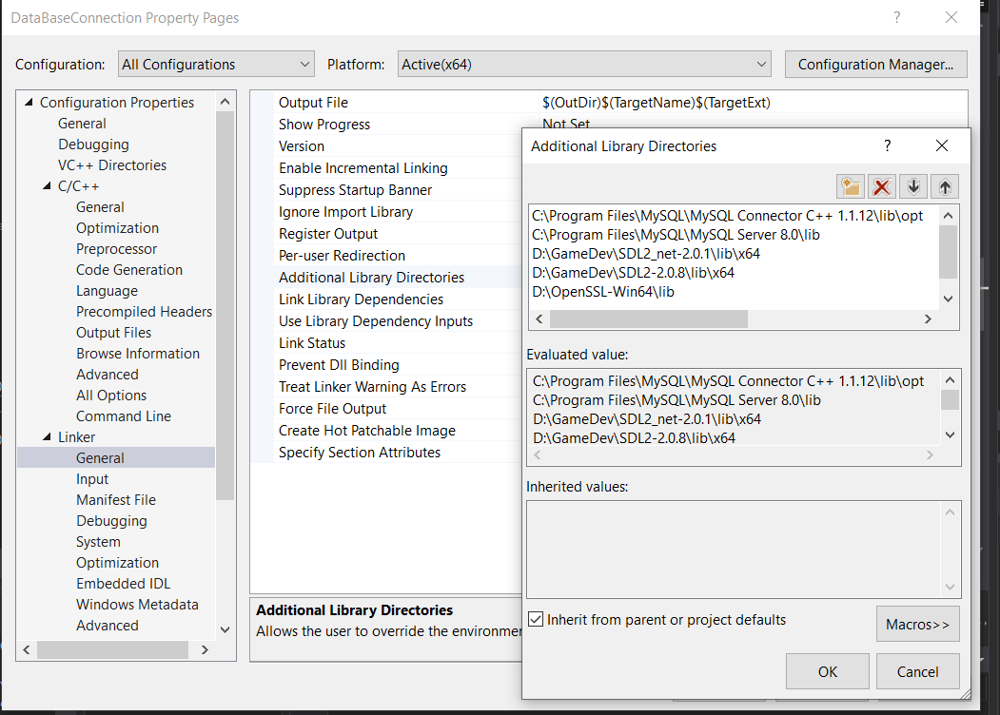 DataBaseConnection Property Pages
Configuration:
All Configurations
Platform:
Active(x64)
Configuration Manager...
Configuration Properties
General
Debugging
VC++ Directories
C/C++
General
Optimization
Preprocessor
Code Generation
Language
Precompiled Headers
Output Files
Browse Information
Advanced
All Options
Command Line
Linker
General
Input
Manifest File
Debugging
System
Optimization
Embedded IDL
Windows Metadata
Advanced
Output File $(OutDir)$(TargetName)$(TargetExt)
Show Progress Not Set
Version
Enable Incremental Linking
Suppress Startup Banner
Ignore Import Library
Register Output
Per-user Redirection
Additional Library Directories
Link Library Dependencies
Use Library Dependency Inputs
Link Status
Prevent Dll Binding
Treat Linker Warning As Errors
Force File Output
Create Hot Patchable Image
Specify Section Attributes
Additional Library Directories
Allows the user to override the environmen
Additional Library Directories
?
C:\Program Files\MySQL\MySQL Connector C++ 1.1.12\lib\opt
C:\Program Files\MySQL\MySQL Server 8.0\lib
D:\GameDev\SDL2_net-2.0.1\lib\x64
D:\GameDev\SDL2-2.0.8\lib\x64
D:\OpenSSL-Win64\lib
Evaluated value:
C:\Program Files\MySQL\MySQL Connector C++ 1.1.12\lib\opt
C:\Program Files\MySQL\MySQL Server 8.0\lib
D:\GameDev\SDL2_net-2.0.1\lib\x64
D:\GameDev\SDL2-2.0.8\lib\x64
Inherited values:
Inherit from parent or project defaults
Macros>>
OK
Cancel